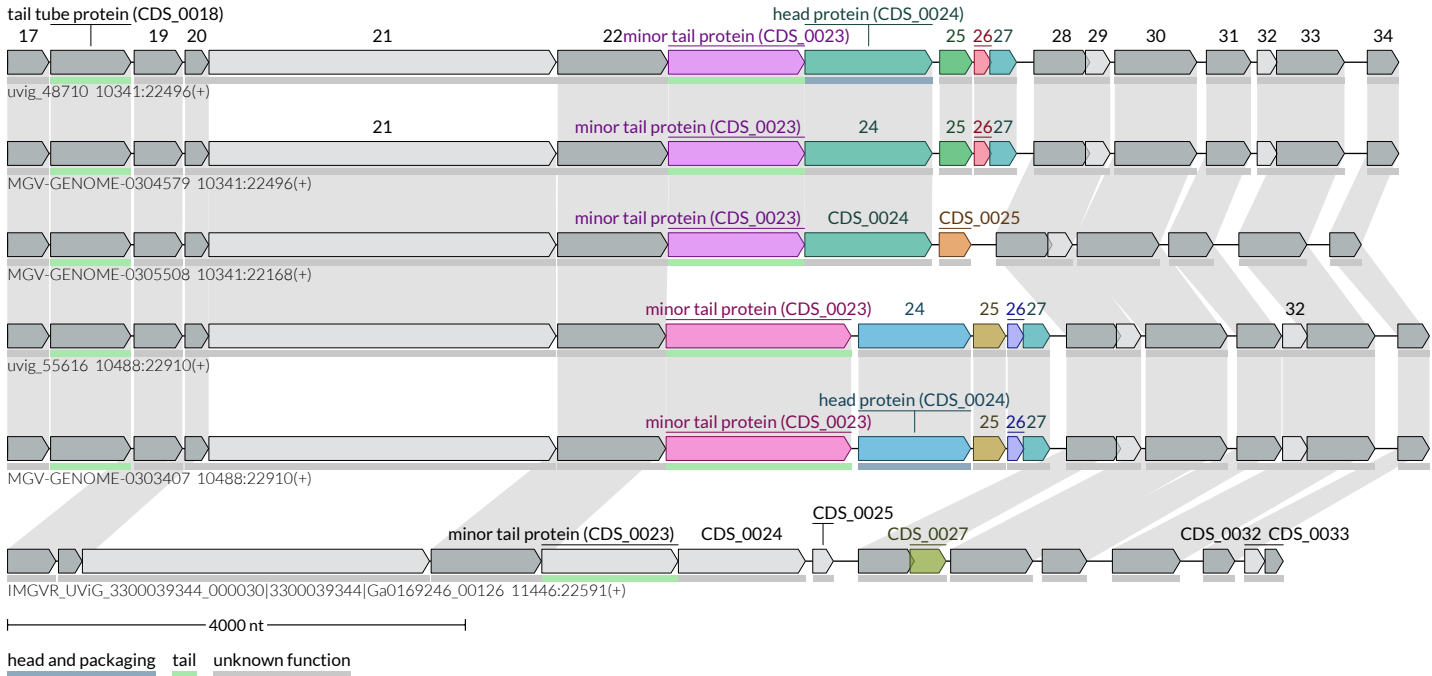 tail tube protein (CDS_0018) head protein (CDS_0024)
17 19 20 21 22 minor tail protein (CDS_0023) 25 26 27 28 29 30 31 32 33 34
uvig_48710 10341:22496(+)
21 minor tail protein (CDS_0023) 24 25 26 27
MGV-GENOME-0304579 10341:22496(+)
minor tail protein (CDS_0023) CDS_0024 CDS_0025
MGV-GENOME-0305508 10341:22168(+)
minor tail protein (CDS_0023) 24 25 26 27 32
uvig_55616 10488:22910(+)
head protein (CDS_0024)
minor tail protein (CDS_0023) 25 26 27
MGV-GENOME-0303407 10488:22910(+)
CDS_0025
minor tail protein (CDS_0023) CDS_0024 CDS_0027 CDS_0032 CDS_0033
IMGVR_UViG_3300039344_000030|3300039344|Ga0169246_00126 11446:22591(+)
4000 nt
head and packaging tail unknown function